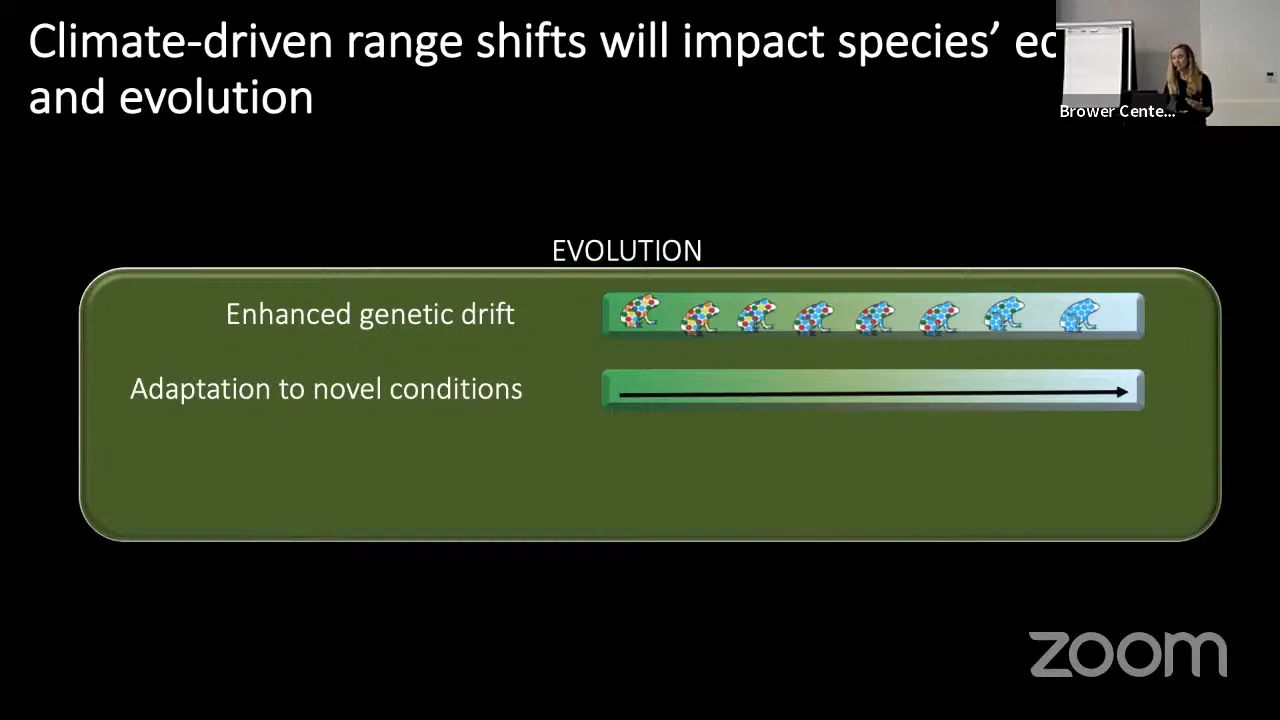 Climate-driven range shifts will impact species’
and evolution
Brower Cente...
EVOLUTION
Enhanced genetic drift
Adaptation to novel conditions
zoom